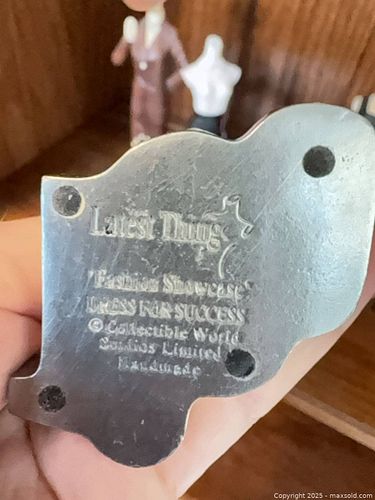 Latest Thing
"Fashion Showcase"
DRESS FOR SUCCESS
© Collectible World
Studios Limited
Handmade
Copyright 2025 - maxsold.com